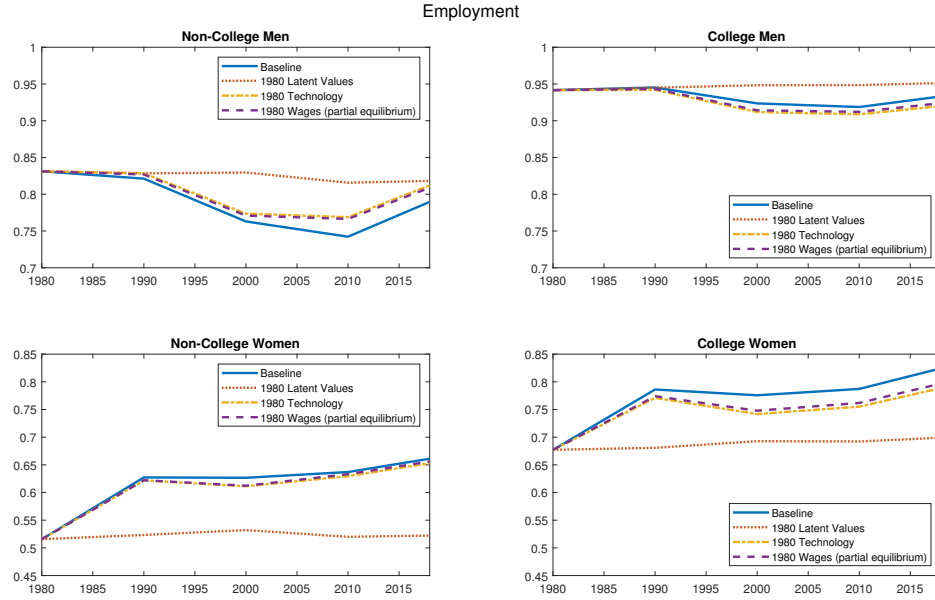 Employment
Non-College Men
1
0.95
0.9
0.85
0.8
0.75
0.7
1980 1985 1990 1995 2000 2005 2010 2015
Baseline
1980 Latent Values
1980 Technology
1980 Wages (partial equilibrium)
College Men
1
0.95
0.9
0.85
0.8
0.75
0.7
1980 1985 1990 1995 2000 2005 2010 2015
Baseline
1980 Latent Values
1980 Technology
1980 Wages (partial equilibrium)
Non-College Women
0.85
0.8
0.75
0.7
0.65
0.6
0.55
0.5
0.45
1980 1985 1990 1995 2000 2005 2010 2015
Baseline
1980 Latent Values
1980 Technology
1980 Wages (partial equilibrium)
College Women
0.85
0.8
0.75
0.7
0.65
0.6
0.55
0.5
0.45
1980 1985 1990 1995 2000 2005 2010 2015
Baseline
1980 Latent Values
1980 Technology
1980 Wages (partial equilibrium)